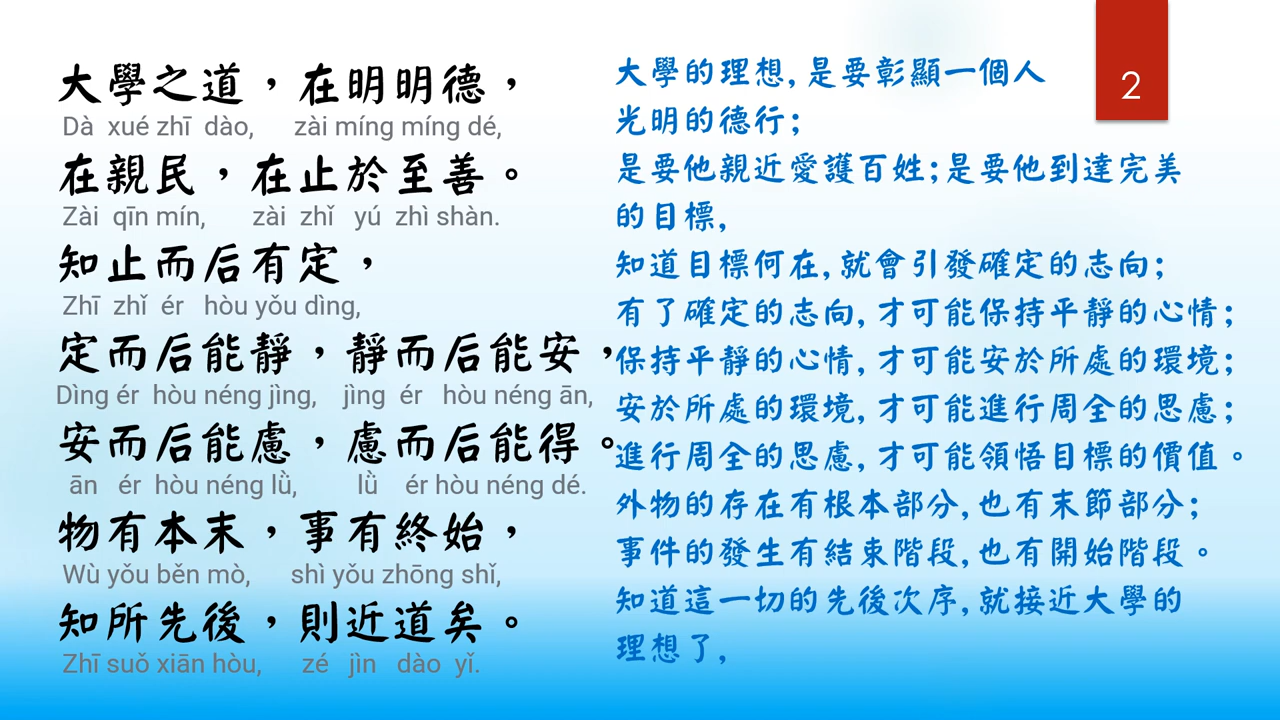 大學之道，在明明德，
Dà xué zhī dào, zài míng míng dé,
在親民，在止於至善。
Zài qīn mín, zài zhǐ yú zhì shàn.
知止而后有定，
Zhī zhǐ ér hòu yǒu dìng,
定而后能靜，靜而后能安，
Dìng ér hòu néng jìng, jìng ér hòu néng ān,
安而后能慮，慮而后能得。
ān ér hòu néng lǜ, lǜ ér hòu néng dé.
物有本末，事有終始，
Wù yǒu běn mò, shì yǒu zhōng shǐ,
知所先後，則近道矣。
Zhī suǒ xiān hòu, zé jìn dào yǐ.
大學的理想,是要彰顯一個人
光明的德行;
是要他親近愛護百姓;是要他到達完美
的目標,
知道目標何在,就會引發確定的志向;
有了確定的志向,才可能保持平靜的心情;
保持平靜的心情,才可能安於所處的環境;
安於所處的環境,才可能進行周全的思慮;
進行周全的思慮,才可能領悟目標的價值。
外物的存在有根本部分,也有末節部分;
事件的發生有結束階段,也有開始階段。
知道這一切的先後次序,就接近大學的
理想了,
2